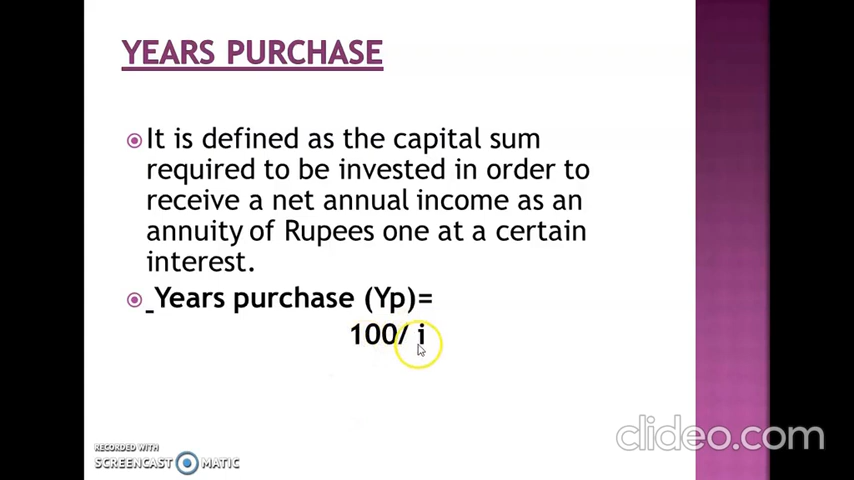 YEARS PURCHASE
It is defined as the capital sum
required to be invested in order to
receive a net annual income as an
annuity of Rupees one at a certain
interest.
Years purchase (Yp)=
100/ i
RECORDED WITH
SCREENCAST MATIC
clideo.com